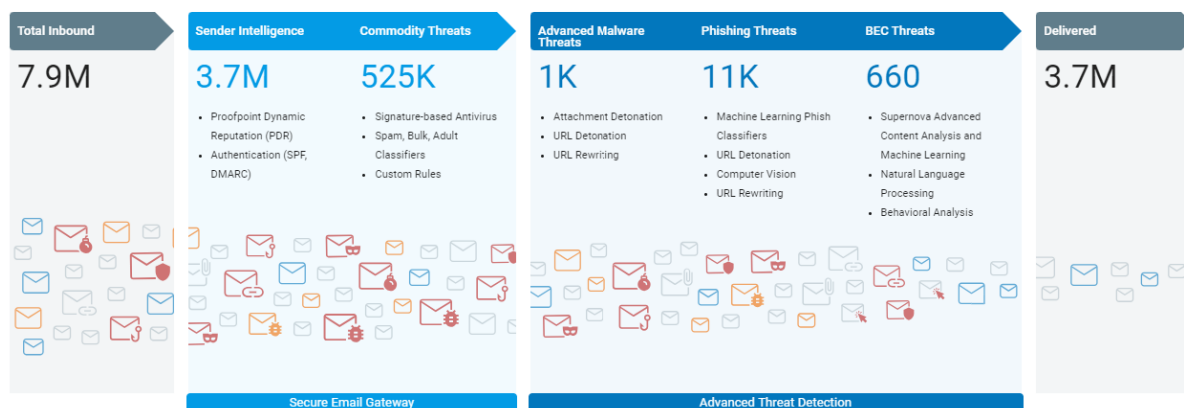 Total Inbound
7.9M
Sender Intelligence
3.7M
Proofpoint Dynamic
Reputation (PDR)
Authentication (SPF,
DMARC)
Commodity Threats
525K
Signature-based Antivirus
Spam, Bulk, Adult
Classifiers
Custom Rules
Secure Email Gateway
Advanced Malware
Threats
1K
Attachment Detonation
URL Detonation
URL Rewriting
Phishing Threats
11K
Machine Learning Phish
Classifiers
URL Detonation
Computer Vision
URL Rewriting
BEC Threats
660
Supernova Advanced
Content Analysis and
Machine Learning
Natural Language
Processing
Behavioral Analysis
Advanced Threat Detection
Delivered
3.7M